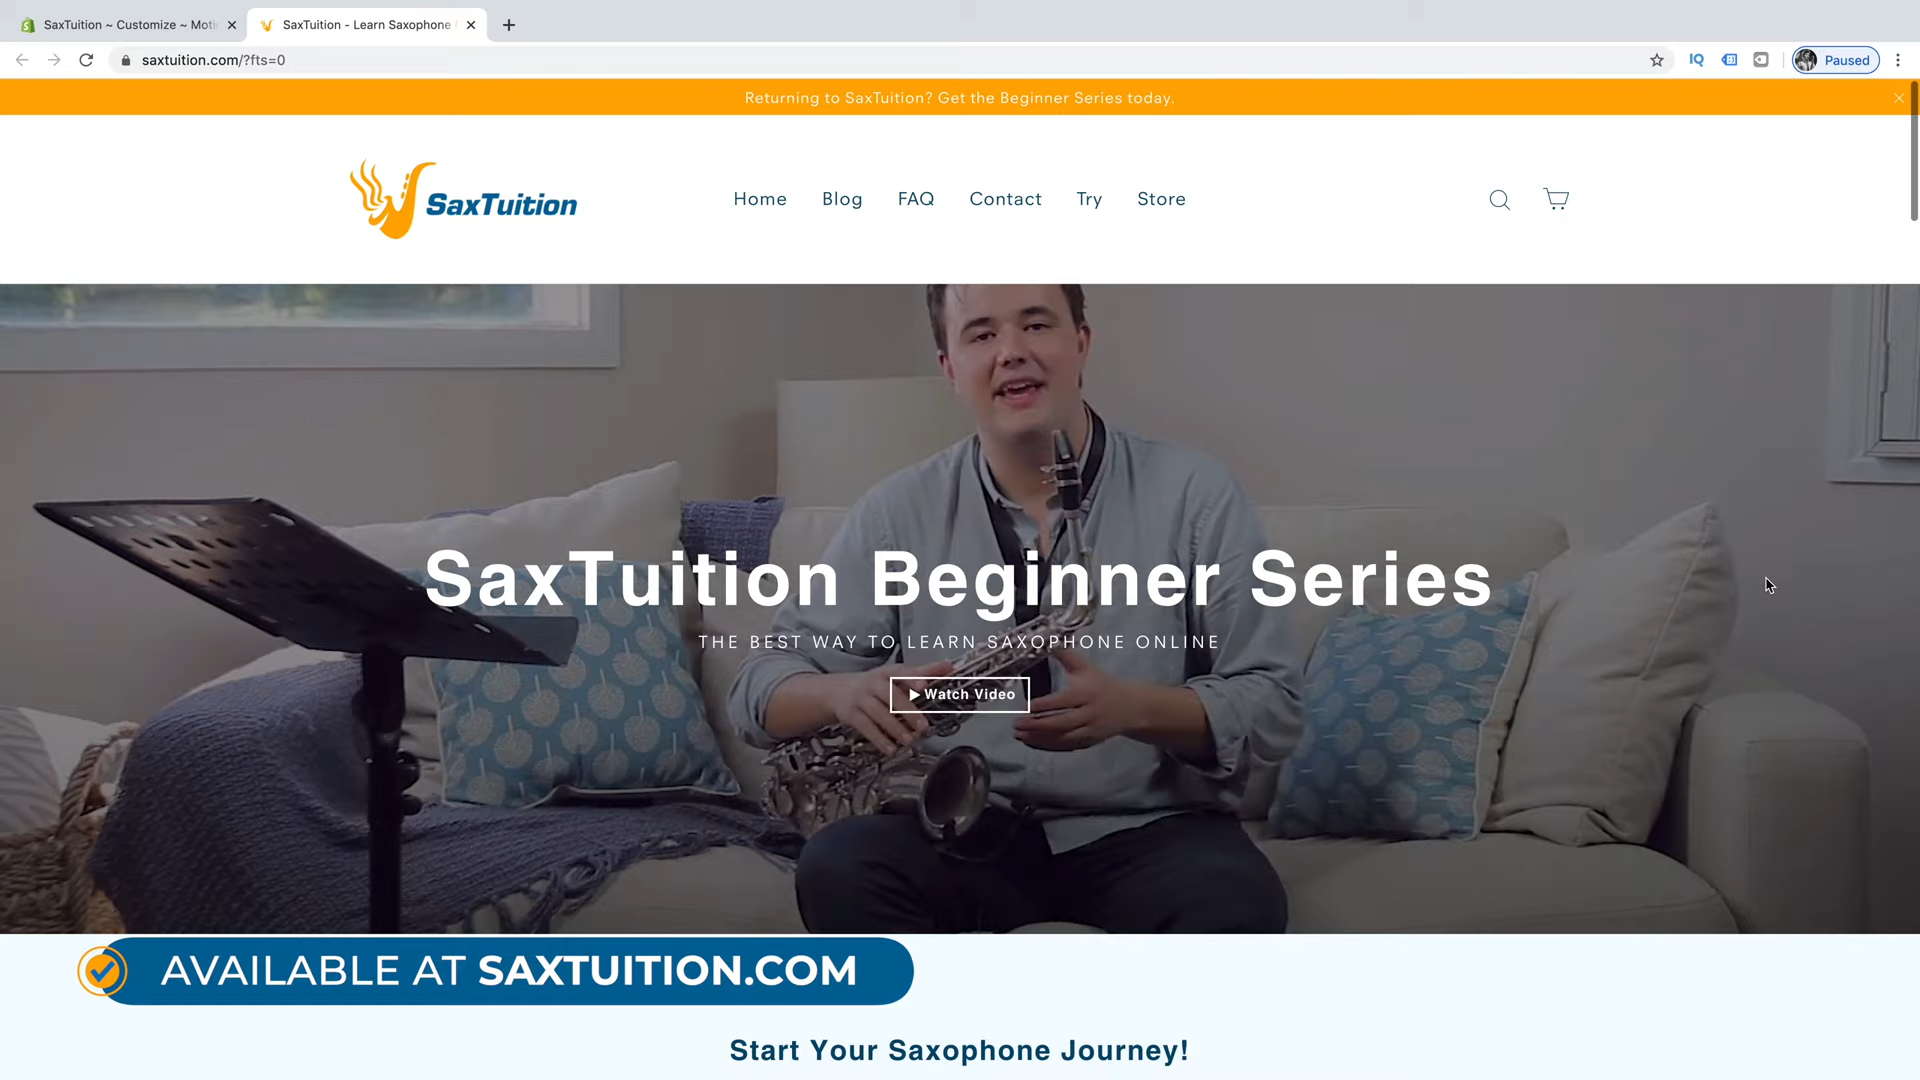 SaxTuition ~ Customize ~ Moti
SaxTuition - Learn Saxophone
saxtuition.com/?fts=0
IQ
Paused
Returning to SaxTuition? Get the Beginner Series today.
SaxTuition
Home Blog FAQ Contact Try Store
SaxTuition Beginner Series
THE BEST WAY TO LEARN SAXOPHONE ONLINE
Watch Video
AVAILABLE AT SAXTUITION.COM
Start Your Saxophone Journey!